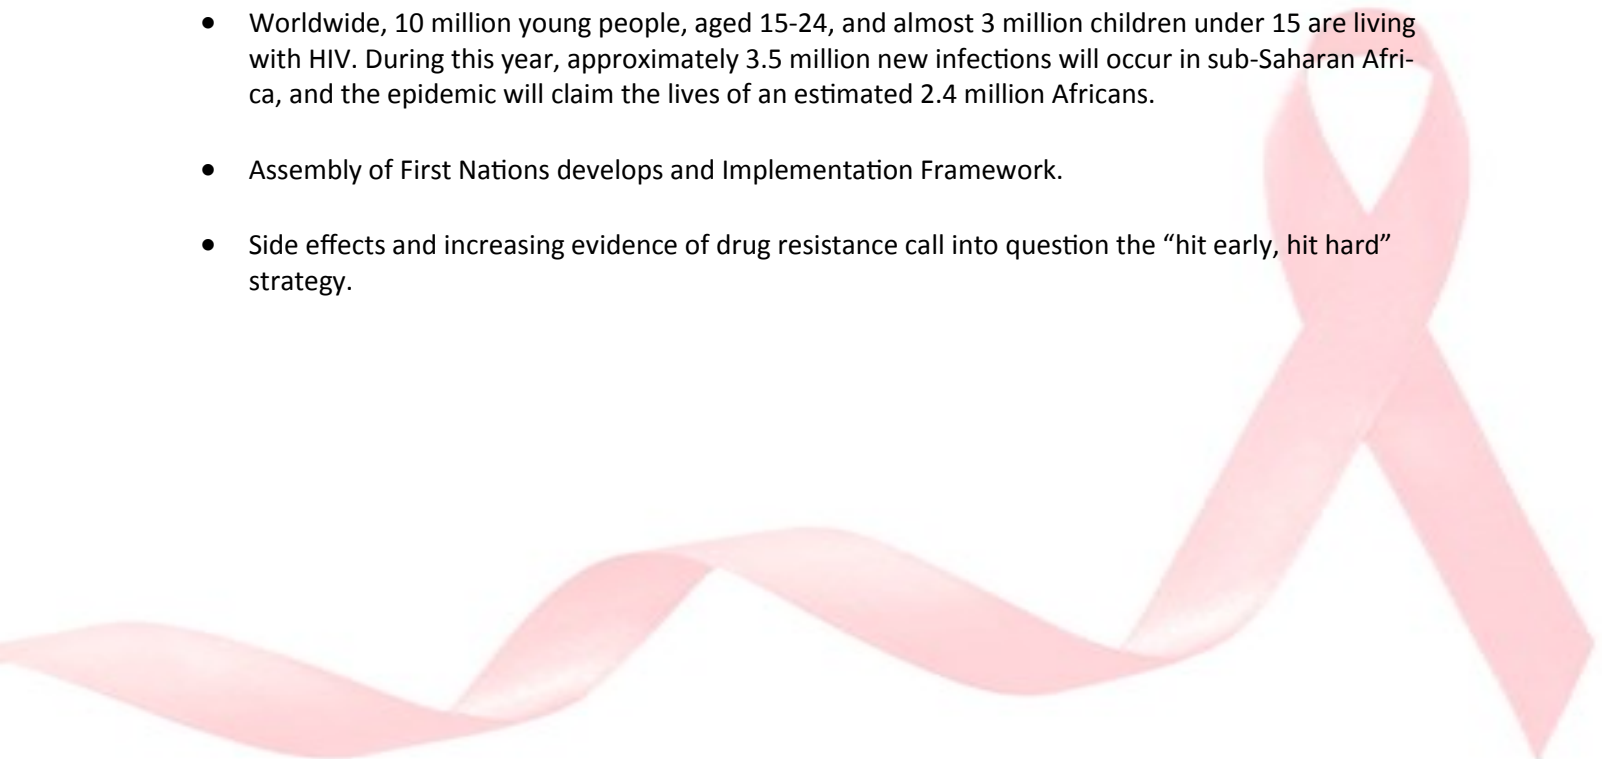 • Worldwide, 10 million young people, aged 15-24, and almost 3 million children under 15 are living
with HIV. During this year, approximately 3.5 million new infections will occur in sub-Saharan Afri-
ca, and the epidemic will claim the lives of an estimated 2.4 million Africans.
• Assembly of First Nations develops and Implementation Framework.
• Side effects and increasing evidence of drug resistance call into question the “hit early, hit hard”
strategy.